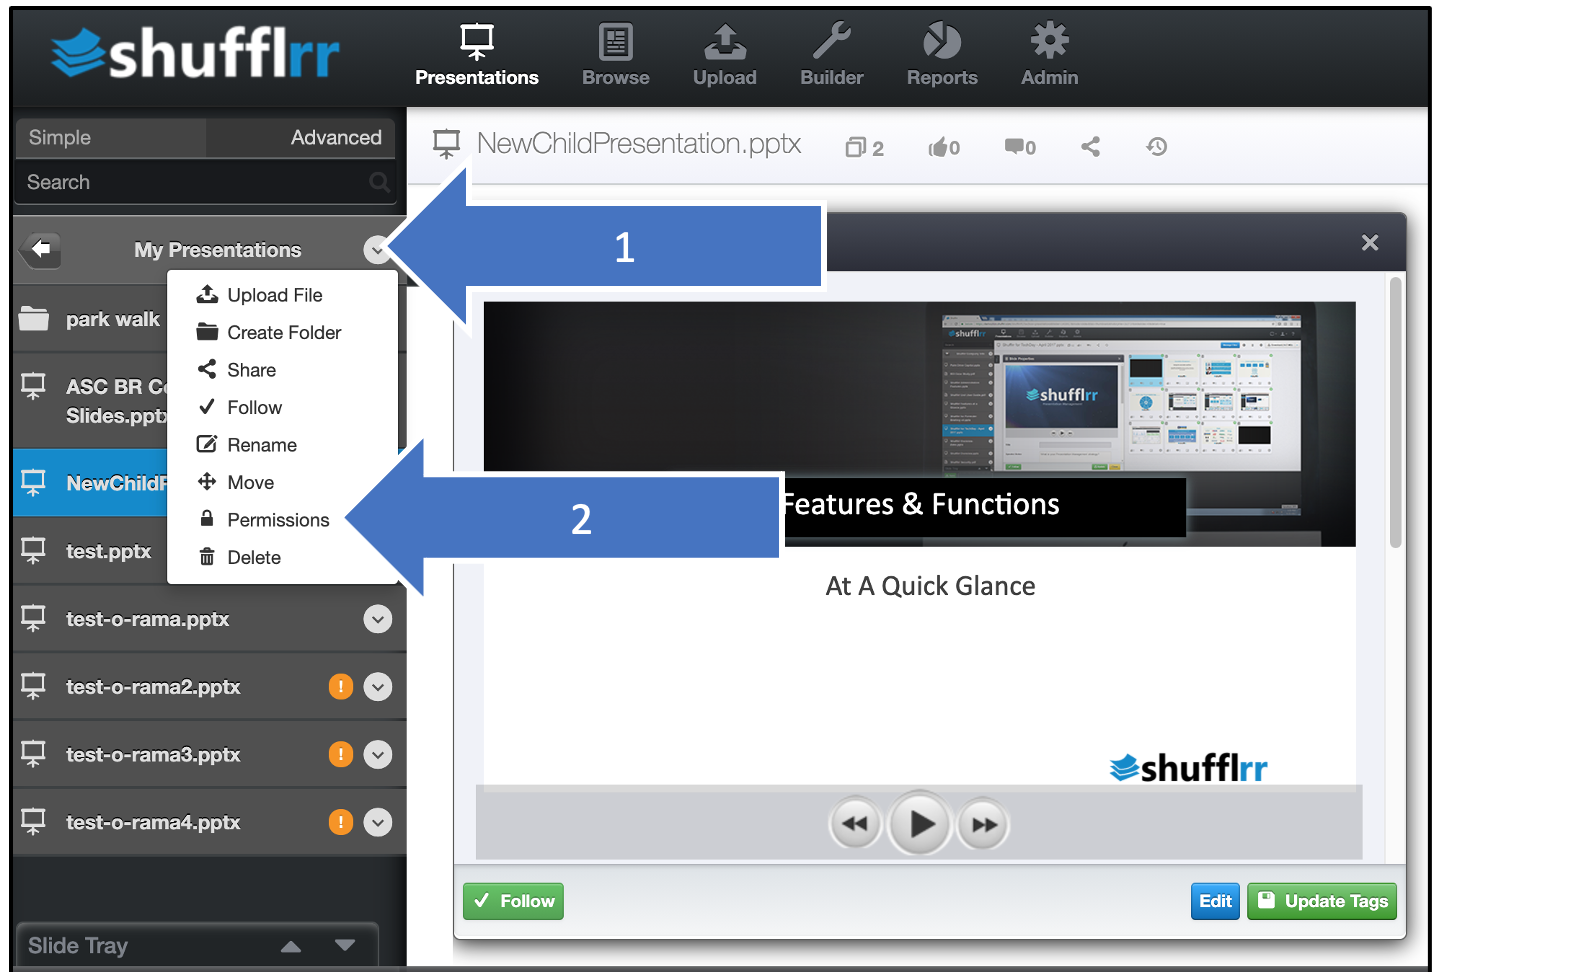 shufflrr
Presentations
Browse
Upload
Builder
Reports
Admin
Simple
Advanced
Search
NewChildPresentation.pptx
2
0
0
My Presentations
1
Upload File
Create Folder
Share
Follow
Rename
Move
Permissions
Delete
2
park walk
ASC BR
Slides.pptx
test.pptx
test-o-rama.pptx
test-o-rama2.pptx
!
test-o-rama3.pptx
!
test-o-rama4.pptx
!
Slide Tray
shufflrr
shufflrr
Features & Functions
At A Quick Glance
shufflrr
Follow
Edit
Update Tags